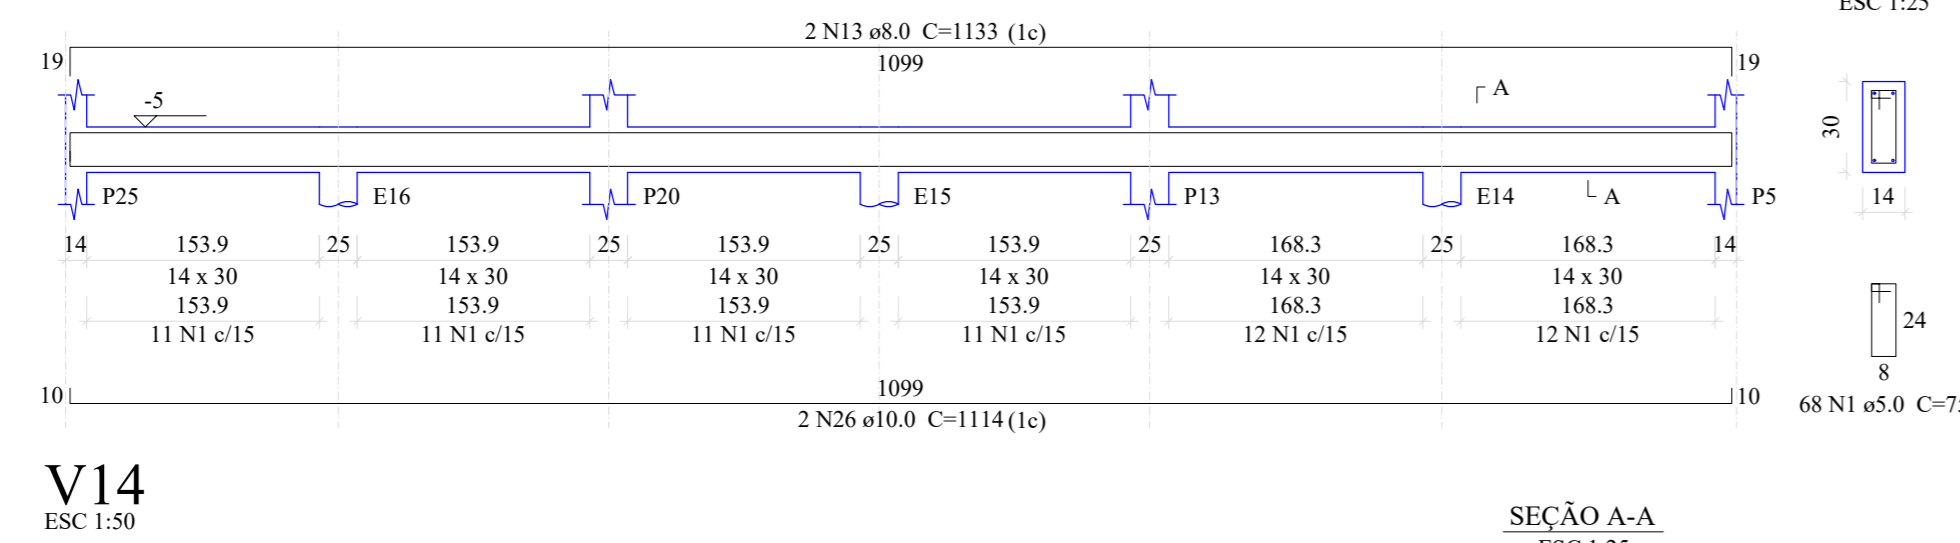 ESC 1:25
2 N13 ø8.0 C=1133 (1c)
19 1099 19
A
-5
30
P25 E16 P20 E15 P13 E14 A P5
14
14 153.9 25 153.9 25 153.9 25 153.9 25 168.3 25 168.3 14
14 x 30 14 x 30 14 x 30 14 x 30 14 x 30 14 x 30
153.9 153.9 153.9 153.9 168.3 168.3
11 N1 c/15 11 N1 c/15 11 N1 c/15 11 N1 c/15 12 N1 c/15 12 N1 c/15
24
8
10 1099 10
68 N1 ø5.0 C=7
2 N26 ø10.0 C=1114 (1c)
V14
ESC 1:50
SEÇÃO A-A
ESC 1:25